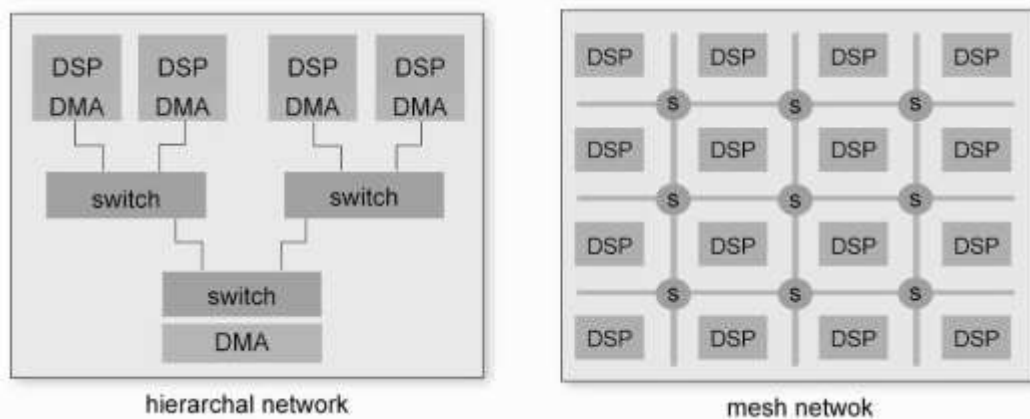 DSP DSP DSP DSP
DMA DMA DMA DMA
switch switch
switch
DMA
hierarchal network
DSP DSP DSP DSP
s s s
DSP DSP DSP DSP
s s s
DSP DSP DSP DSP
s s s
DSP DSP DSP DSP
mesh netwok